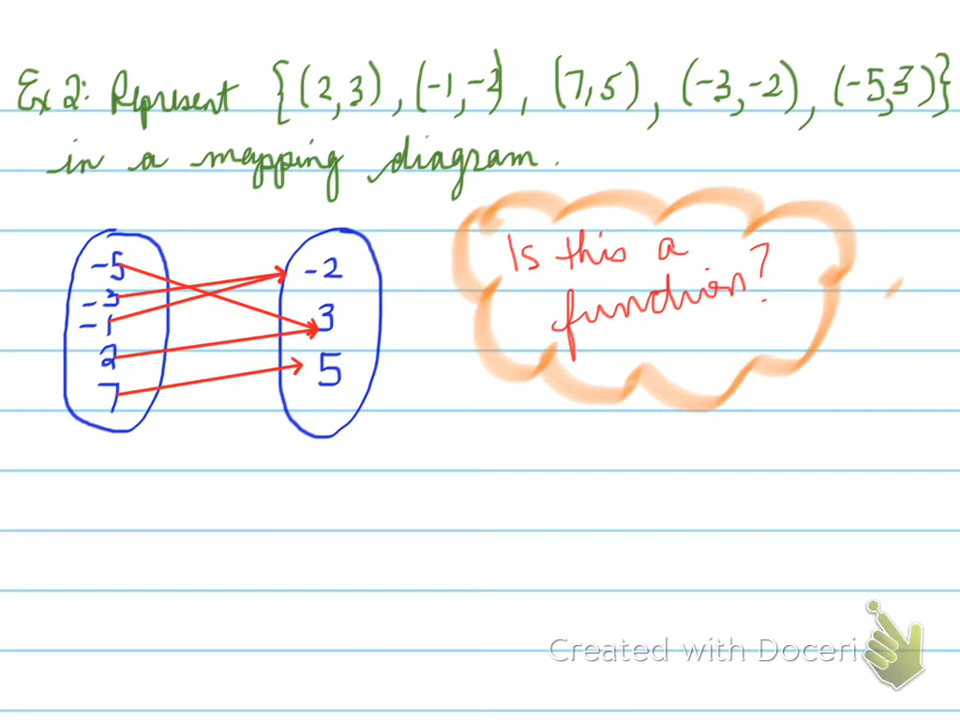 Ex 2: Represent {(2,3), (-1,-2), (7,5), (-3,-2), (-5,3)}
in a mapping diagram.
Is this a
function?
-5
-3
-1
2
7
-2
3
5
Created with Doceri